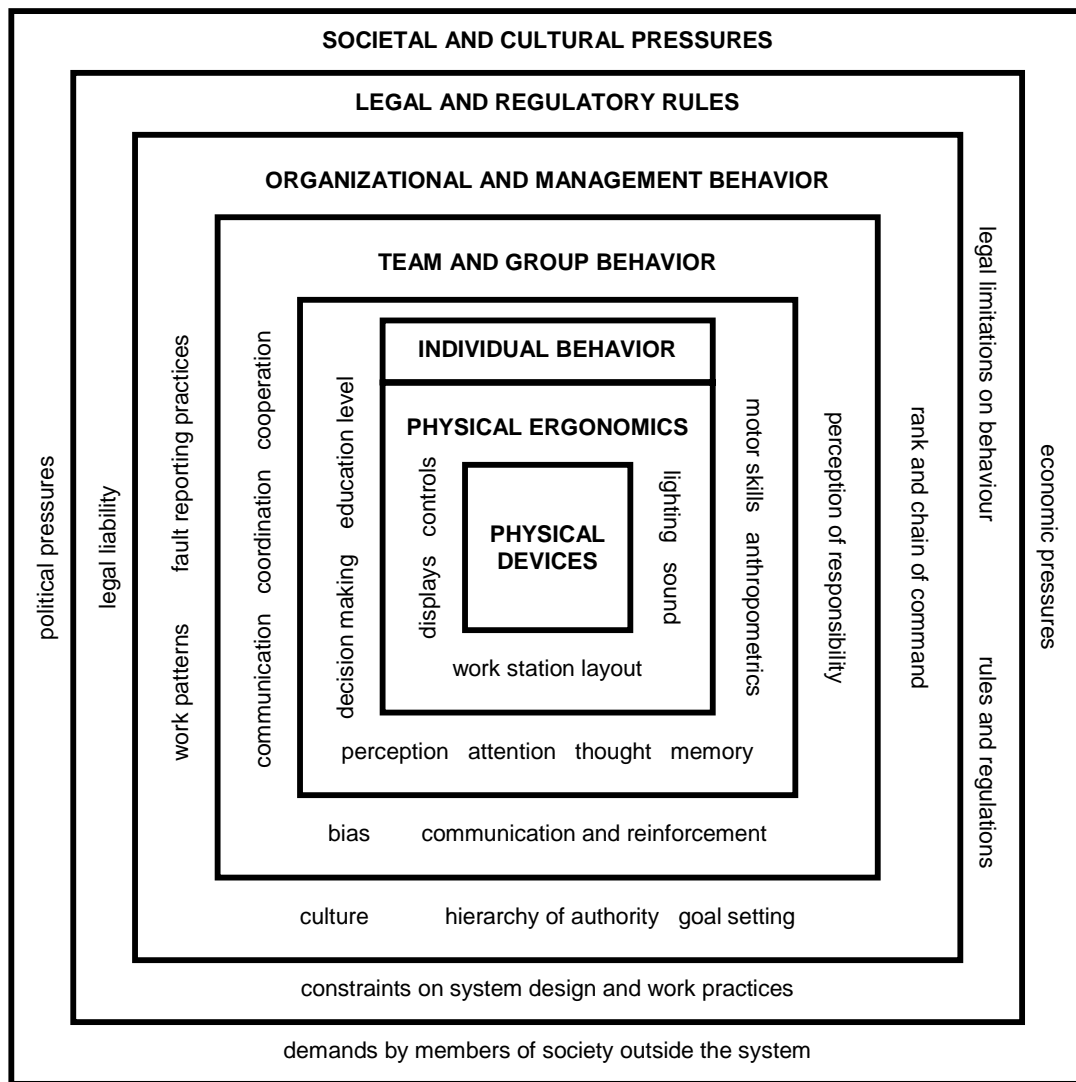 SOCIETAL AND CULTURAL PRESSURES
LEGAL AND REGULATORY RULES
ORGANIZATIONAL AND MANAGEMENT BEHAVIOR
TEAM AND GROUP BEHAVIOR
INDIVIDUAL BEHAVIOR
PHYSICAL ERGONOMICS
PHYSICAL
DEVICES
displays controls
lighting sound
work station layout
decision making education level
motor skills anthropometrics
perception attention thought memory
communication coordination cooperation
perception of responsibility
bias communication and reinforcement
work patterns fault reporting practices
rank and chain of command
culture hierarchy of authority goal setting
legal liability
legal limitations on behaviour
rules and regulations
constraints on system design and work practices
political pressures
economic pressures
demands by members of society outside the system